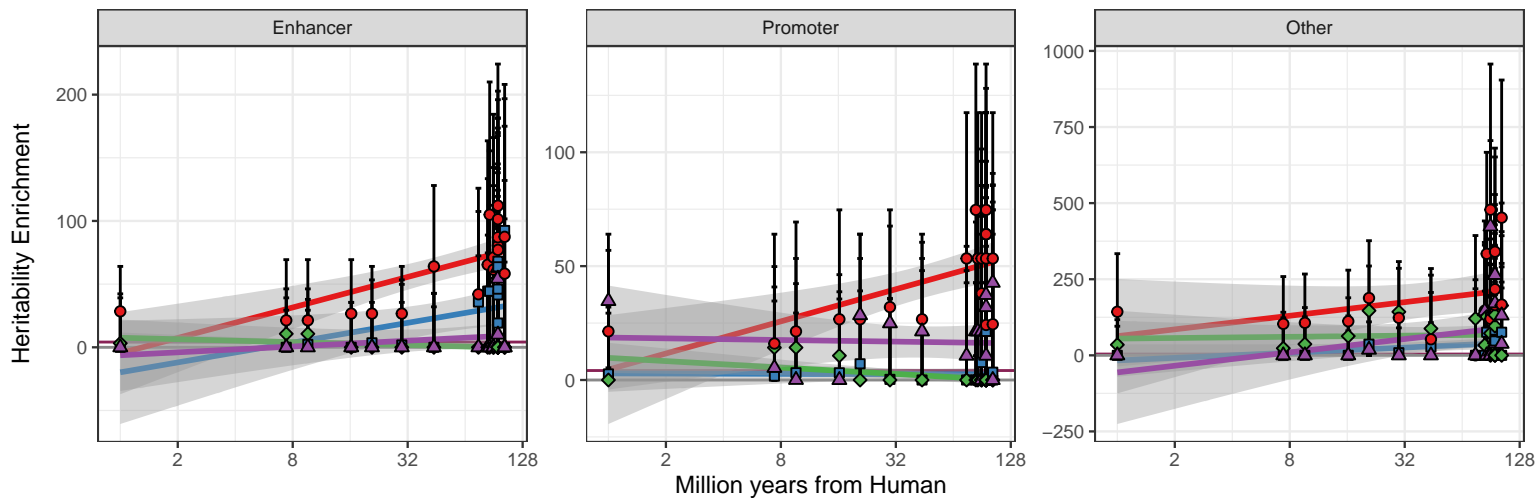 Enhancer
Promoter
Other
Heritability Enrichment
200
100
0
100
50
0
1000
750
500
250
0
−250
2 8 32 128
2 8 32 128
2 8 32 128
Million years from Human